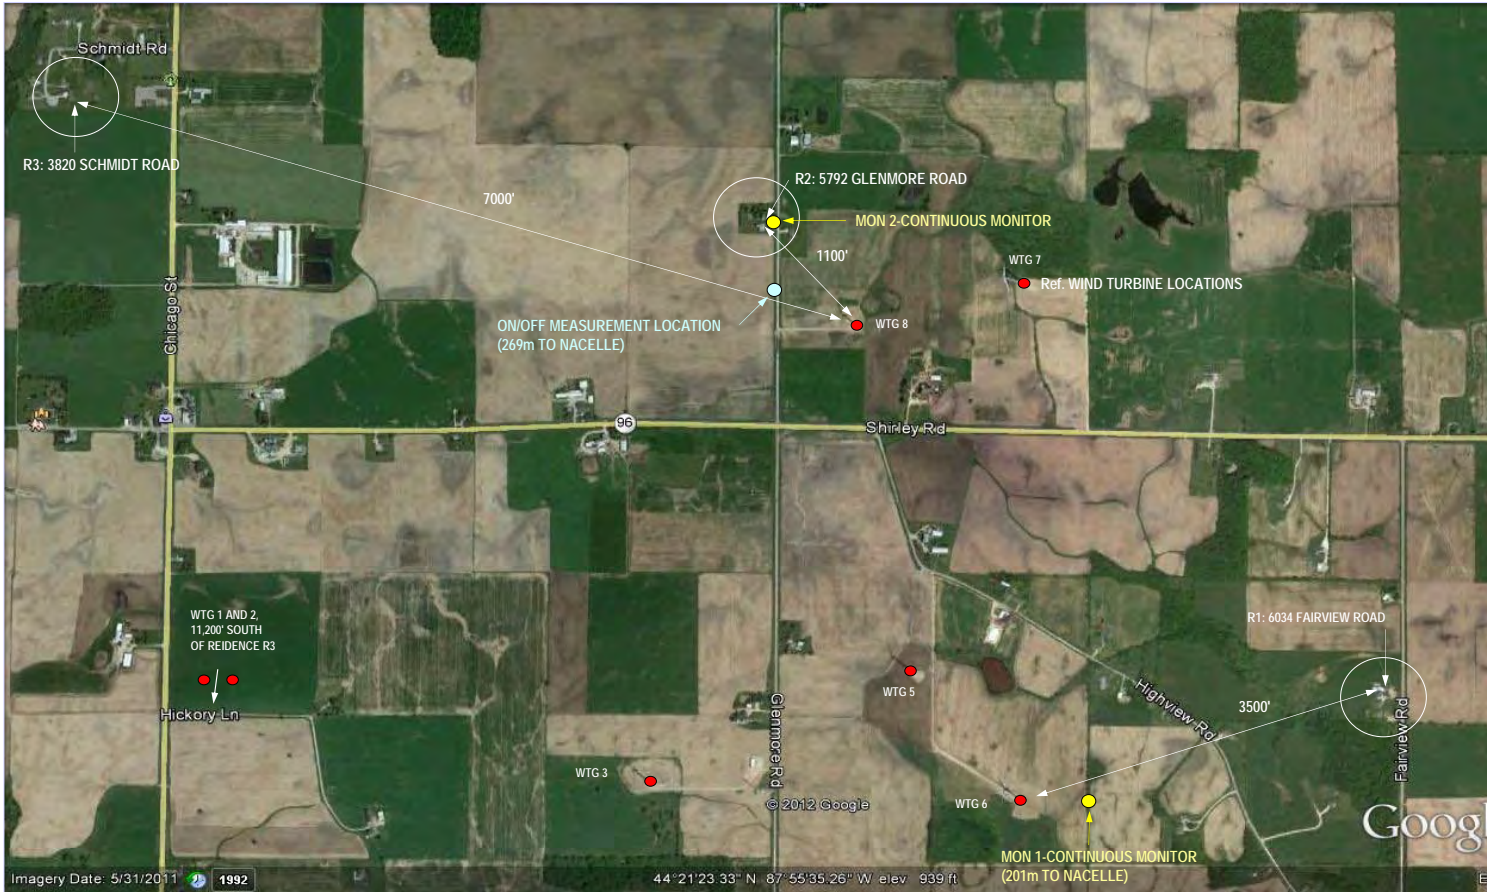 Schmidt Rd
R3: 3820 SCHMIDT ROAD
7000'
R2: 5792 GLENMORE ROAD
MON 2-CONTINUOUS MONITOR
1100'
WTG 7
Ref. WIND TURBINE LOCATIONS
Chicago St
ON/OFF MEASUREMENT LOCATION
(269m TO NACELLE)
WTG 8
96
Shirley Rd
WTG 1 AND 2,
11,200' SOUTH
OF REIDENCE R3
R1: 6034 FAIRVIEW ROAD
WTG 5
Hickory Ln
Glenmore Rd
Highview Rd
3500'
Fairview Rd
WTG 3
WTG 6
© 2012 Google
Googl
MON 1-CONTINUOUS MONITOR
(201m TO NACELLE)
Imagery Date: 5/31/2011
1992
44°21'23.33" N 87°55'35.26" W elev 939 ft
E